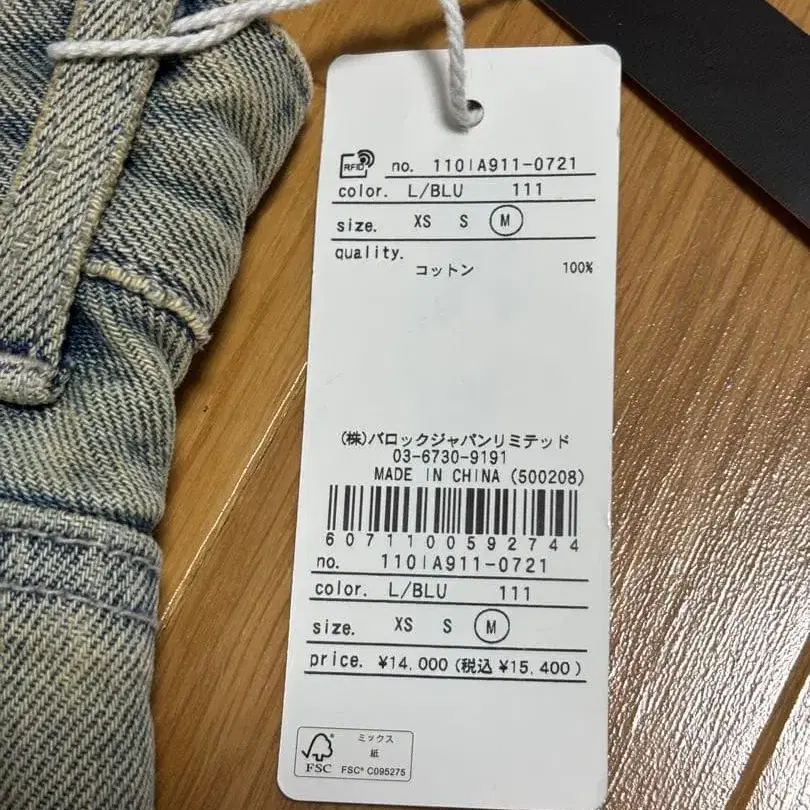 RFID no. 110IA911-0721
color. L/BLU 111
size. XS S M
quality.
コットン 100%
(株)バロックジャパンリミテッド
03-6730-9191
MADE IN CHINA (500208)
6071100592744
no. 110IA911-0721
color. L/BLU 111
size. XS S M
price. ¥14,000(税込¥15,400)
ミックス
紙
FSC FSC® C095275